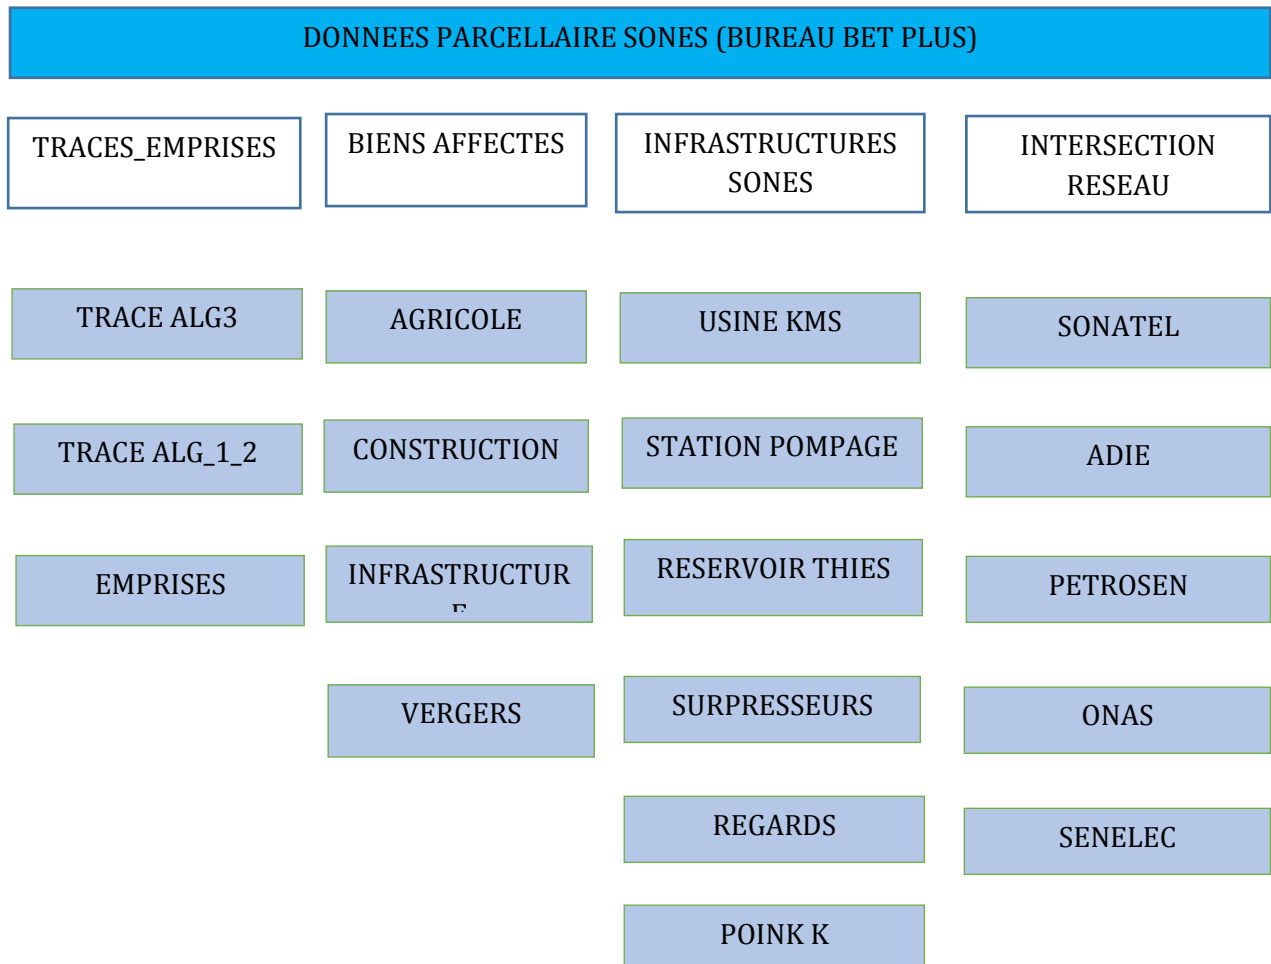 DONNEES PARCELLAIRE SONES (BUREAU BET PLUS)
TRACES_EMPRISES
TRACE ALG3
TRACE ALG_1_2
EMPRISES
BIENS AFFECTES
AGRICOLE
CONSTRUCTION
INFRASTRUCTUR
E
VERGERS
INFRASTRUCTURES
SONES
USINE KMS
STATION POMPAGE
RESERVOIR THIES
SURPRESSEURS
REGARDS
POINK K
INTERSECTION
RESEAU
SONATEL
ADIE
PETROSEN
ONAS
SENELEC